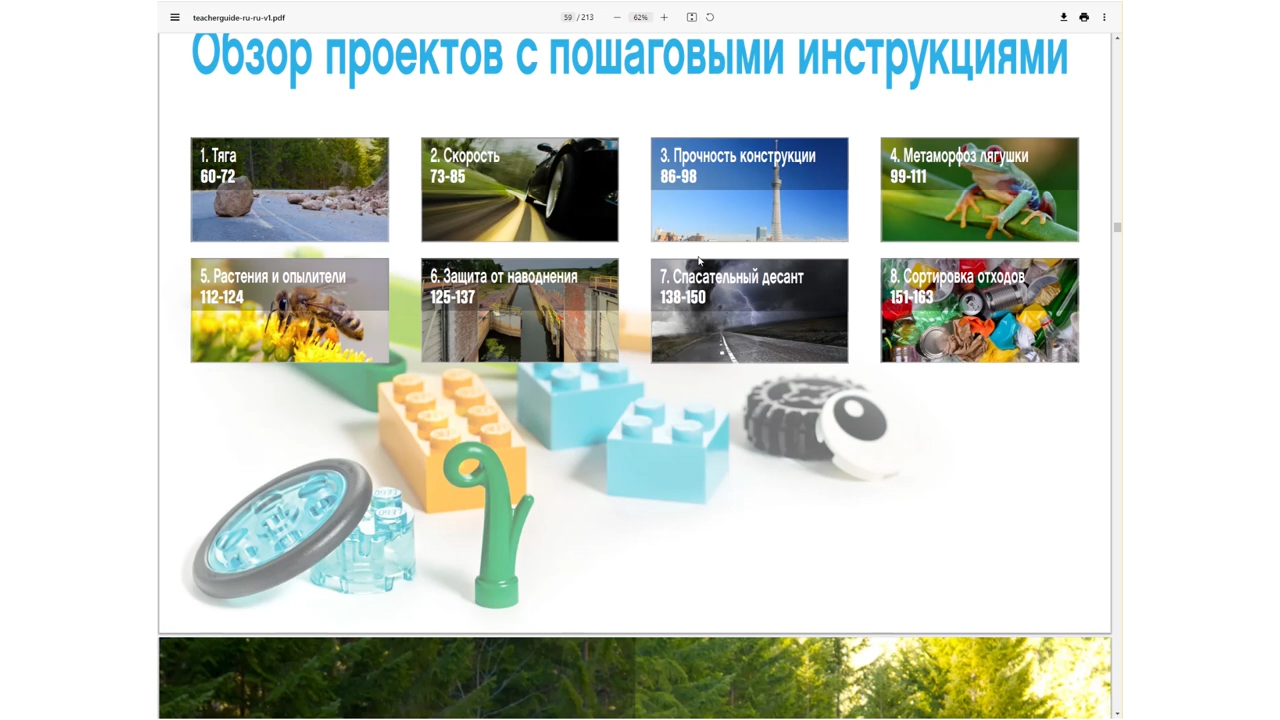 teacherguide-ru-ru-v1.pdf
59 / 213
62%
Обзор проектов с пошаговыми инструкциями
1. Тяга
60-72
2. Скорость
73-85
3. Прочность конструкции
86-98
4. Метаморфоз лягушки
99-111
5. Растения и опылители
112-124
6. Защита от наводнения
125-137
7. Спасательный десант
138-150
8. Сортировка отходов
151-163